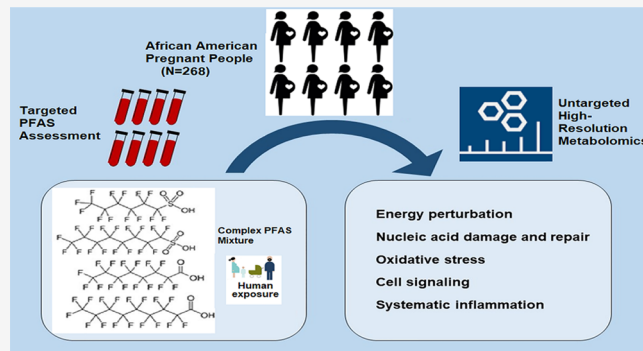 African American
Pregnant People
(N=268)
Targeted
PFAS
Assessment
Untargeted
High-
Resolution
Metabolomics
Complex PFAS
Mixture
Human
exposure
Energy perturbation
Nucleic acid damage and repair
Oxidative stress
Cell signaling
Systematic inflammation